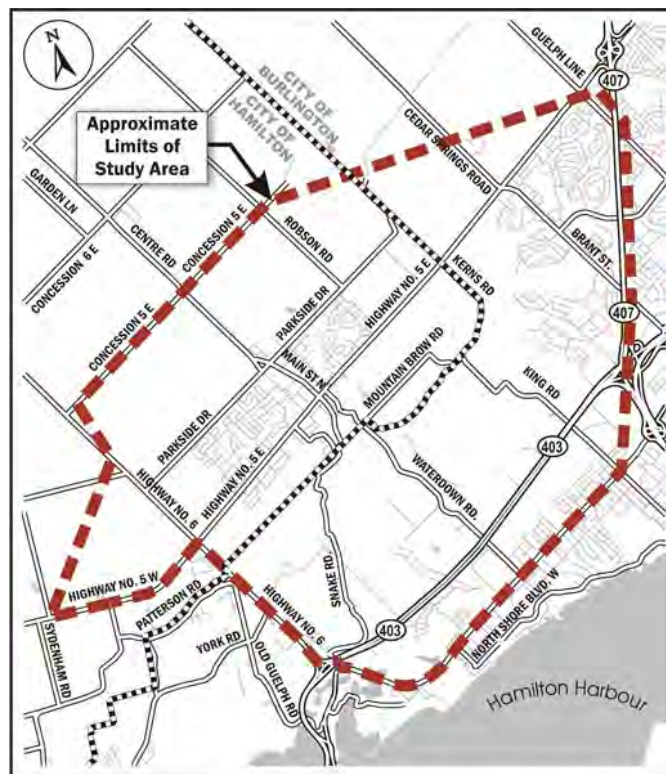 N
GUELPH LINE
407
CITY OF
BURLINGTON
CITY OF
HAMILTON
Approximate
Limits of
Study Area
CEDAR SPRINGS ROAD
GARDEN LN
CONCESSION 6 E
CENTRE RD
CONCESSION 5 E
ROBSON RD
KERNS RD
BRANT ST.
CONCESSION 5 E
PARKSIDE DR
HIGHWAY NO. 5 E
407
MAIN ST N
MOUNTAIN BROW RD
KING RD
PARKSIDE DR
HIGHWAY NO. 5 E
403
HIGHWAY NO. 6
WATERDOWN RD.
HIGHWAY NO. 5 W
PATTERSON RD
SNAKE RD.
NORTH SHORE BLVD. W
SYDENHAM RD
YORK RD
HIGHWAY NO. 6
403
OLD GUELPH RD
Hamilton Harbour